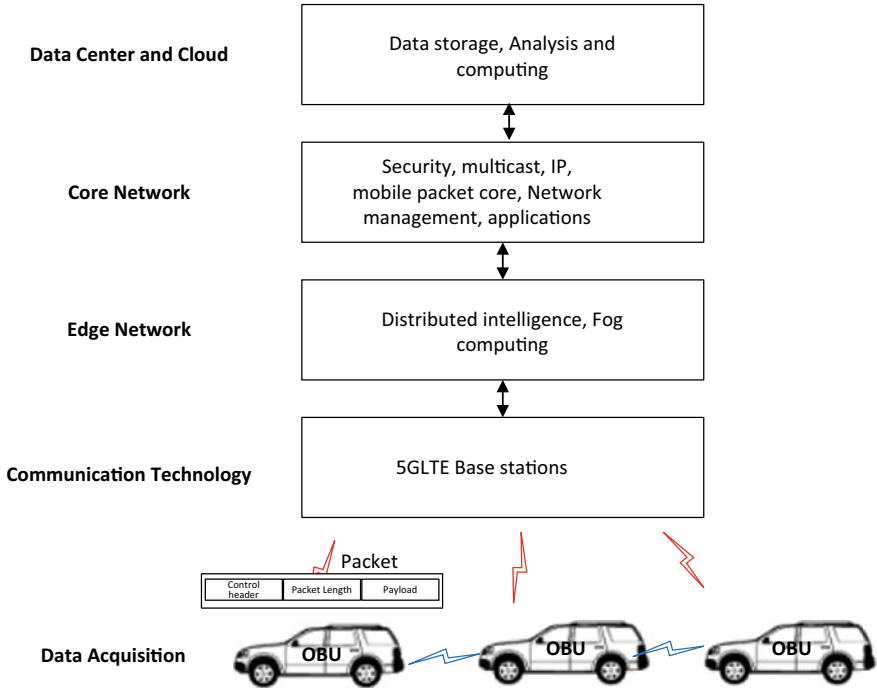 Data Center and Cloud
Data storage, Analysis and
computing
Core Network
Security, multicast, IP,
mobile packet core, Network
management, applications
Edge Network
Distributed intelligence, Fog
computing
Communication Technology
5GLTE Base stations
Packet
Control
header
Packet Length
Payload
Data Acquisition
OBU
OBU
OBU